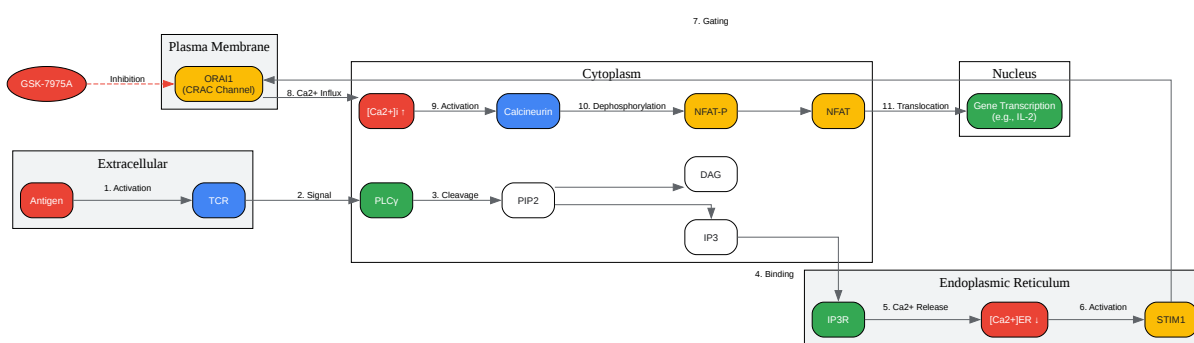 7. Gating
Plasma Membrane
GSK-7975A
Inhibition
ORAI1
(CRAC Channel)
8. Ca2+ Influx
Cytoplasm
[Ca2+]i ↑
9. Activation
Calcineurin
10. Dephosphorylation
NFAT-P
NFAT
11. Translocation
Nucleus
Gene Transcription
(e.g., IL-2)
Extracellular
Antigen
1. Activation
TCR
2. Signal
PLCγ
3. Cleavage
PIP2
DAG
IP3
4. Binding
Endoplasmic Reticulum
IP3R
5. Ca2+ Release
[Ca2+]ER ↓
6. Activation
STIM1